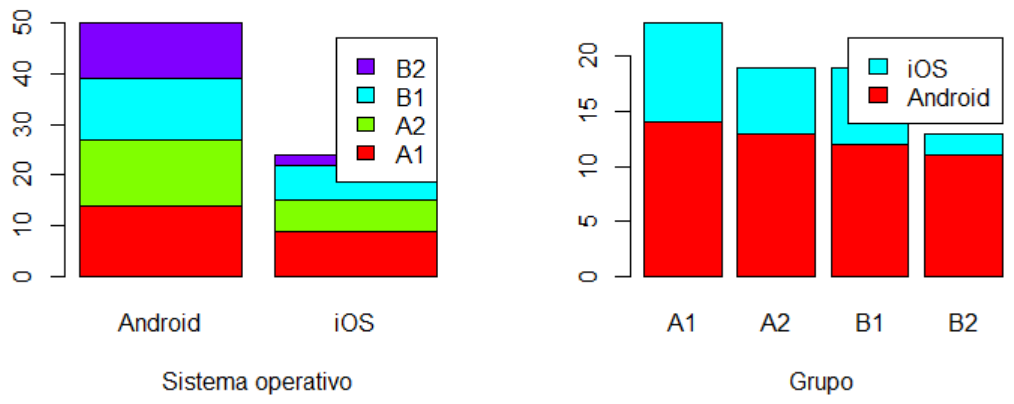 50
40
30
20
10
0
B2
B1
A2
A1
Android
iOS
Sistema operativo
20
15
10
5
0
iOS
Android
A1
A2
B1
B2
Grupo